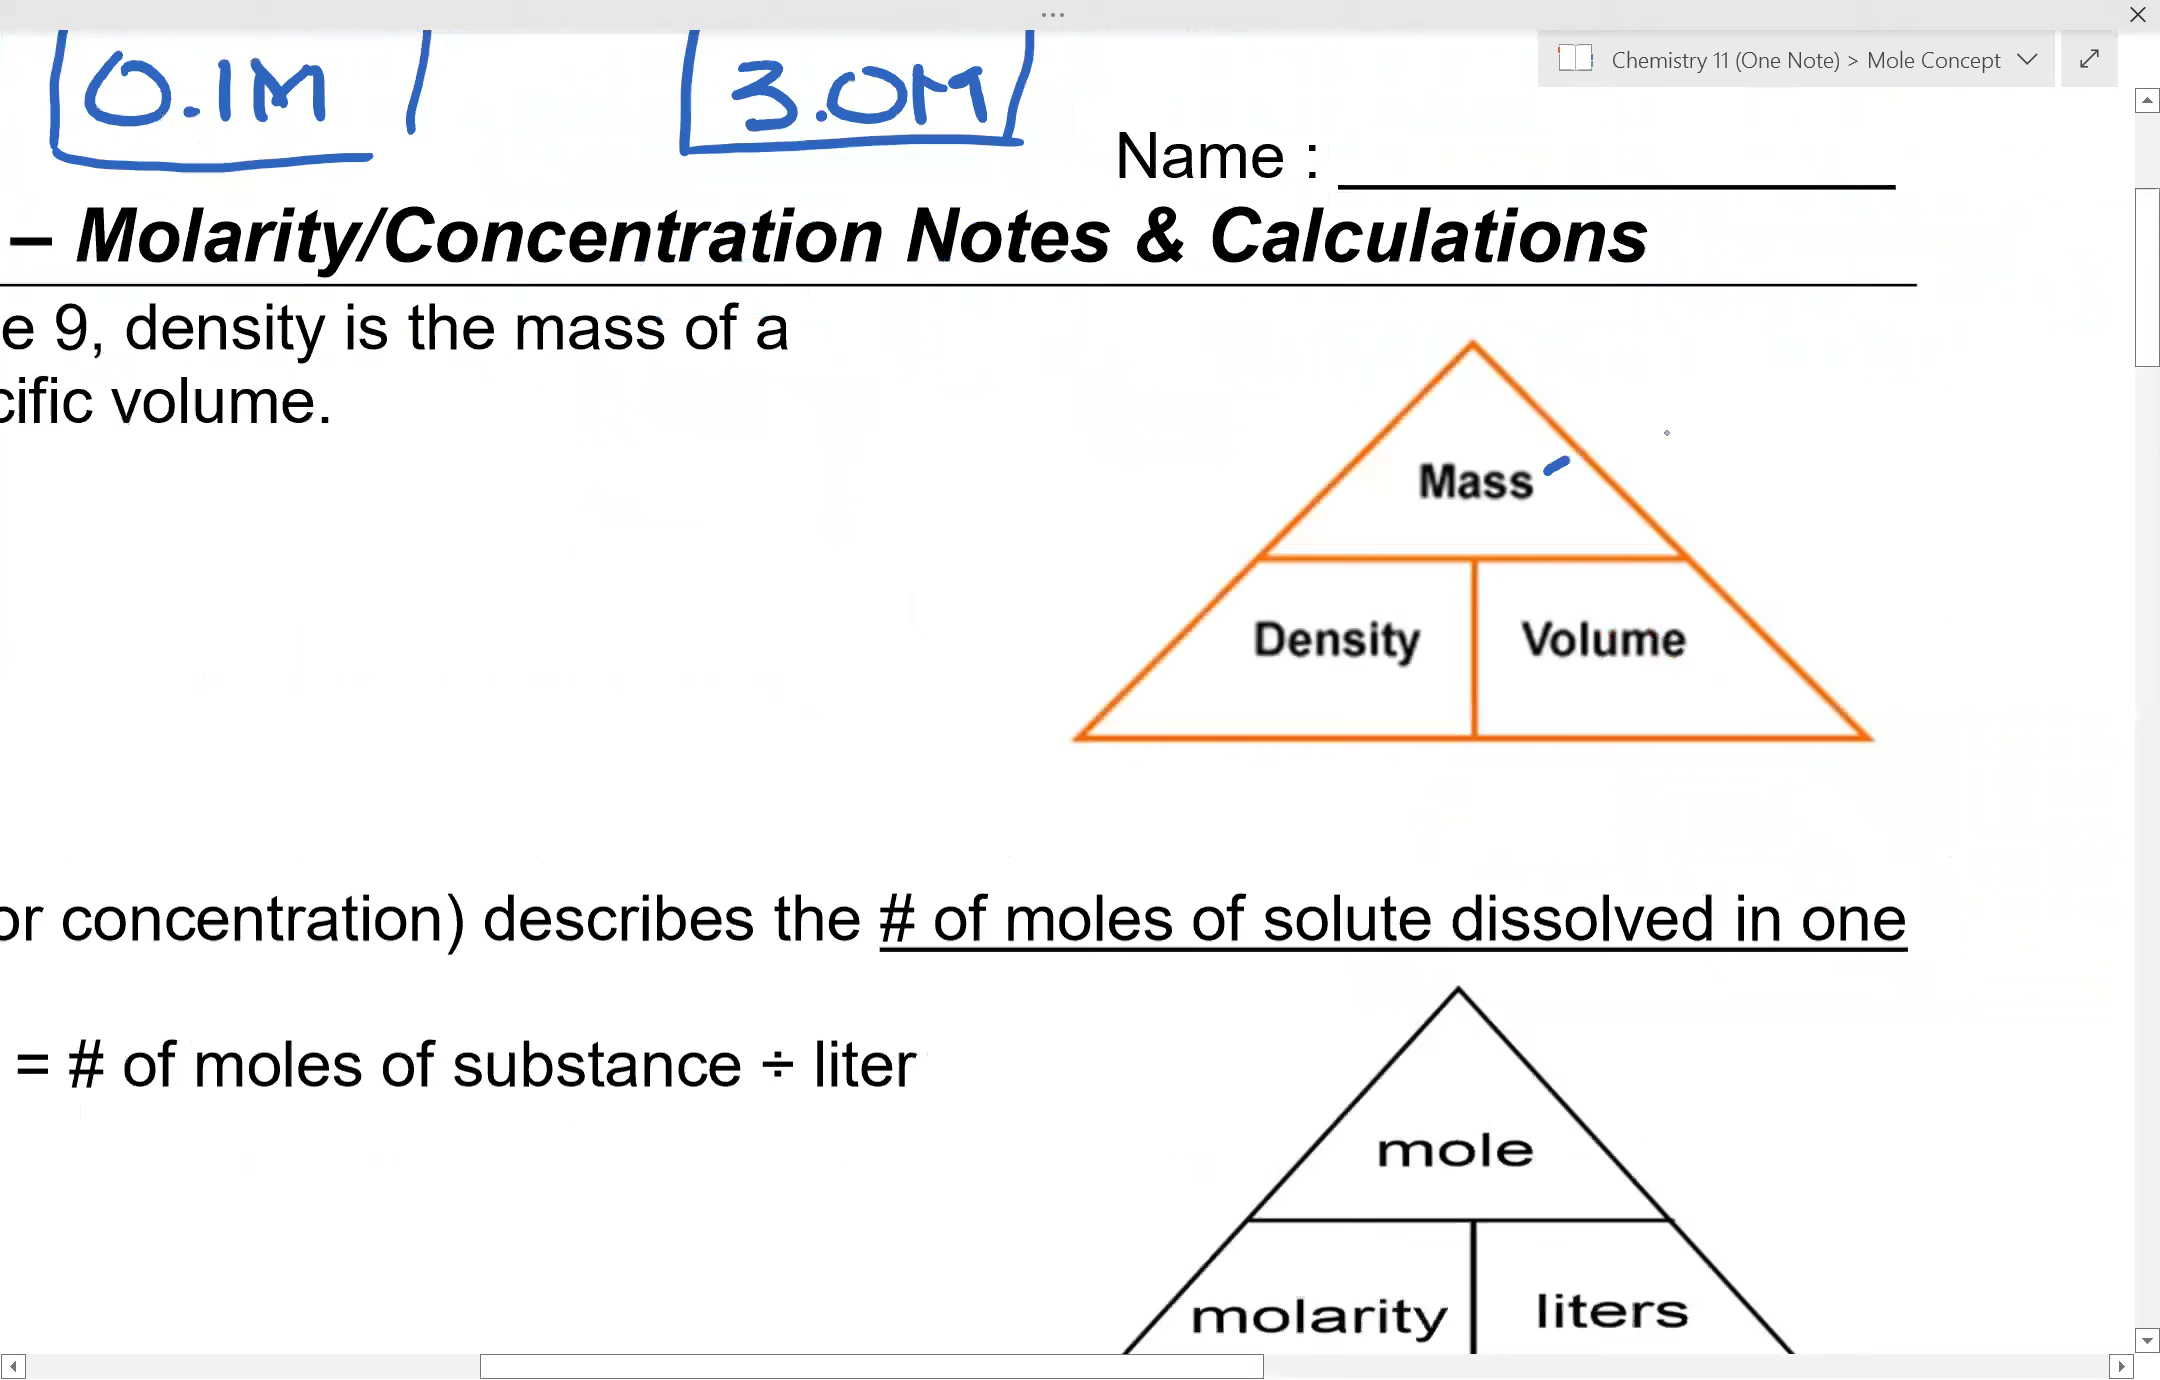 Chemistry 11 (One Note) > Mole Concept
0.1M
3.0M
Name :
– Molarity/Concentration Notes & Calculations
e 9, density is the mass of a
cific volume.
Mass
Density
Volume
or concentration) describes the # of moles of solute dissolved in one
= # of moles of substance ÷ liter
mole
molarity
liters